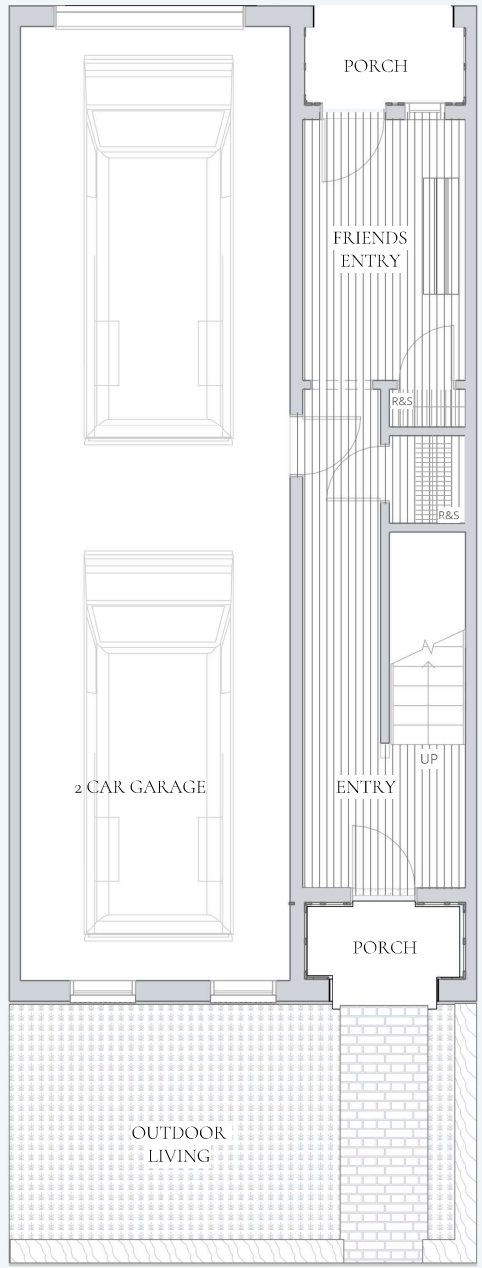 PORCH
FRIENDS
ENTRY
R&S
R&S
UP
2 CAR GARAGE
ENTRY
PORCH
OUTDOOR
LIVING